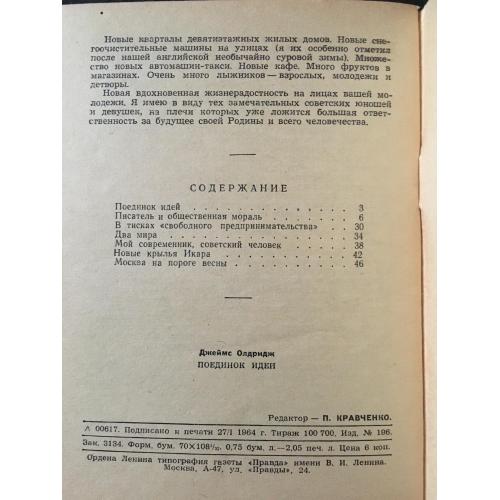 Новые кварталы девятиэтажных жилых домов. Новые сне-
гоочистительные машины на улицах (я их особенно отметил
после нашей английской необычайно суровой зимы). Множе-
ство новых автомашин-такси. Новые кафе. Много фруктов в
магазинах. Очень много лыжников — взрослых, молодежи и
детворы.
Новая вдохновенная жизнерадостность на лицах вашей мо-
лодежи. Я имею в виду тех замечательных советских юношей
и девушек, на плечи которых уже ложится большая ответ-
ственность за будущее своей Родины и всего человечества.
СОДЕРЖАНИЕ
Поединок идей . . . . . . . . . . . . 3
Писатель и общественная мораль . . . . . . . 6
В тисках «свободного предпринимательства» . . . 30
Два мира . . . . . . . . . . . . . . 34
Мой современник, советский человек . . . . . . 38
Новые крылья Икара . . . . . . . . . . 42
Москва на пороге весны . . . . . . . . . 46
Джеймс Олдридж
ПОЕДИНОК ИДЕИ
Редактор — П. КРАВЧЕНКО.
А 00617. Подписано к печати 27/I 1964 г. Тираж 100 700. Изд. № 196.
Зак. 3134. Форм. бум. 70×108¹/₃₂. 0,75 бум. л.—2,05 печ. л. Цена 6 коп.
Ордена Ленина типография газеты «Правда» имени В. И. Ленина.
Москва, А-47, ул. «Правды», 24.